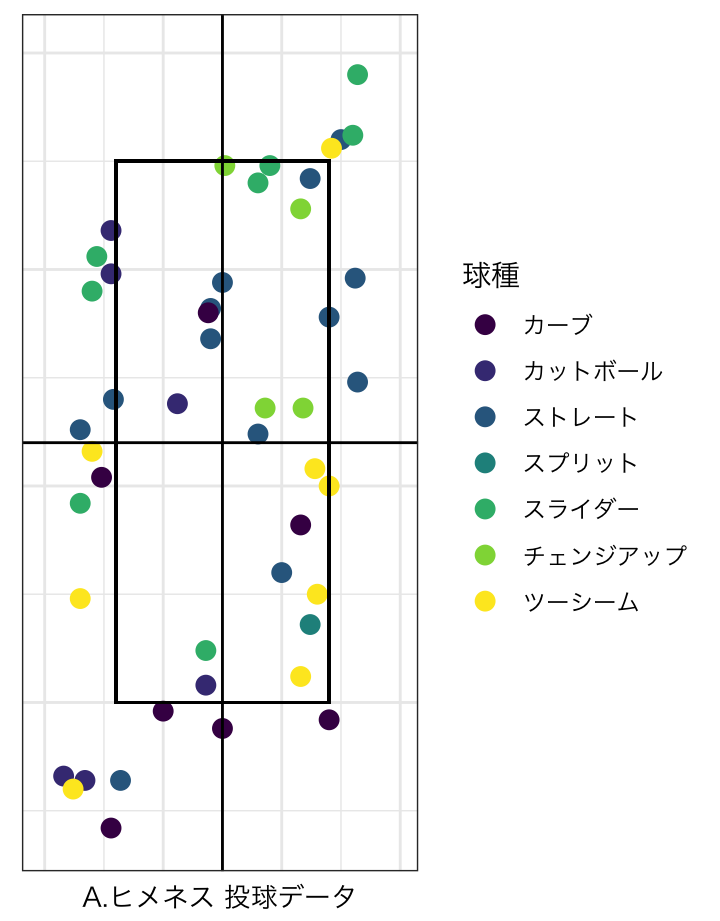 球種
カーブ
カットボール
ストレート
スプリット
スライダー
チェンジアップ
ツーシーム
A.ヒメネス 投球データ